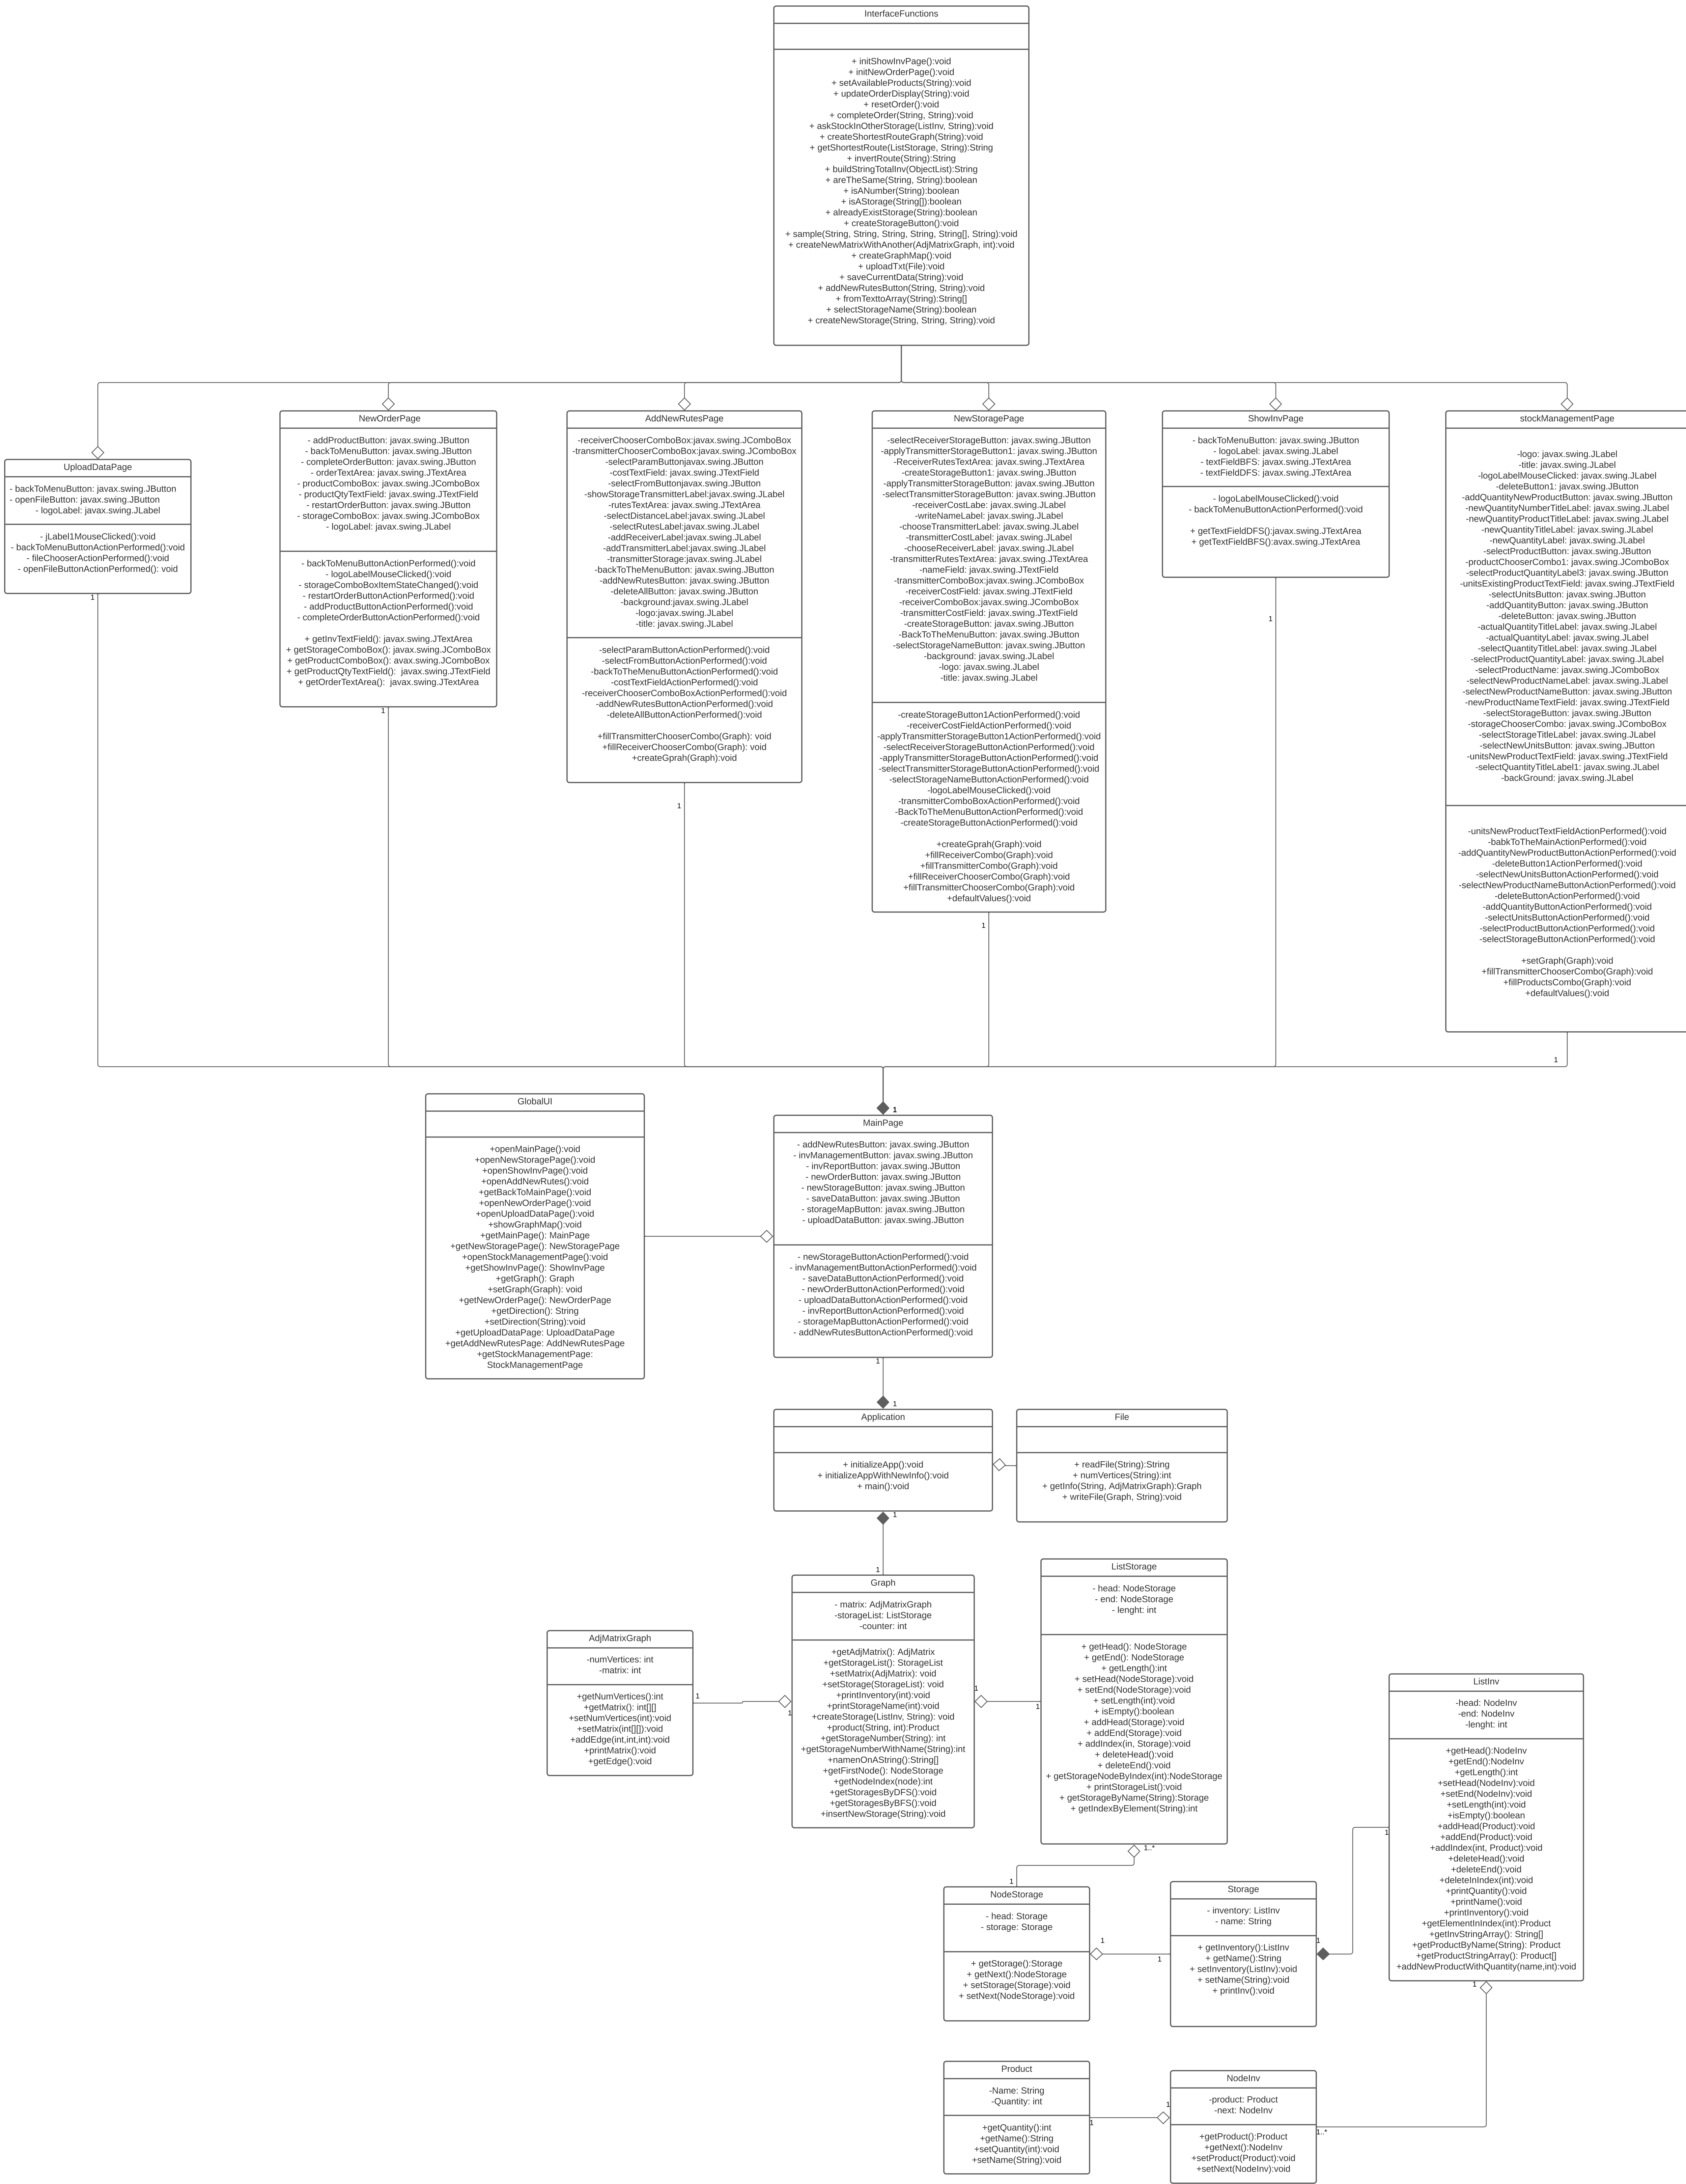 InterfaceFunctions
+ initShowInvPage():void
+ initNewOrderPage():void
+ setAvailableProducts(String):void
+ updateOrderDisplay(String):void
+ resetOrder():void
+ completeOrder(String, String):void
+ askStockInOtherStorage(ListInv, String):void
+ createShortestRouteGraph(String):void
+ getShortestRoute(ListStorage, String):String
+ invertRoute(String):String
+ buildStringTotalInv(ObjectList):String
+ areTheSame(String, String):boolean
+ isANumber(String):boolean
+ isAStorage(String[]):boolean
+ alreadyExistStorage(String):boolean
+ createStorageButton():void
+ sample(String, String, String, String, String[], String):void
+ createNewMatrixWithAnother(AdjMatrixGraph, int):void
+ createGraphMap():void
+ uploadTxt(File):void
+ saveCurrentData(String):void
+ addNewRutesButton(String, String):void
+ fromTexttoArray(String):String[]
+ selectStorageName(String):boolean
+ createNewStorage(String, String, String):void
UploadDataPage
- backToMenuButton: javax.swing.JButton
- openFileButton: javax.swing.JButton
- logoLabel: javax.swing.JLabel
- jLabel1MouseClicked():void
- backToMenuButtonActionPerformed():void
- fileChooserActionPerformed():void
- openFileButtonActionPerformed(): void
1
NewOrderPage
- addProductButton: javax.swing.JButton
- backToMenuButton: javax.swing.JButton
- completeOrderButton: javax.swing.JButton
- orderTextArea: javax.swing.JTextArea
- productComboBox: javax.swing.JComboBox
- productQtyTextField: javax.swing.JTextField
- restartOrderButton: javax.swing.JButton
- storageComboBox: javax.swing.JComboBox
- logoLabel: javax.swing.JLabel
- backToMenuButtonActionPerformed():void
- logoLabelMouseClicked():void
- storageComboBoxItemStateChanged():void
- restartOrderButtonActionPerformed():void
- addProductButtonActionPerformed():void
- completeOrderButtonActionPerformed():void
+ getInvTextField(): javax.swing.JTextArea
+ getStorageComboBox(): javax.swing.JComboBox
+ getProductComboBox(): avax.swing.JComboBox
+ getProductQtyTextField():  javax.swing.JTextField
+ getOrderTextArea():  javax.swing.JTextArea
1
AddNewRutesPage
-receiverChooserComboBox:javax.swing.JComboBox
-transmitterChooserComboBox:javax.swing.JComboBox
-selectParamButtonjavax.swing.JButton
-costTextField: javax.swing.JTextField
-selectFromButtonjavax.swing.JButton
-showStorageTransmitterLabel:javax.swing.JLabel
-rutesTextArea: javax.swing.JTextArea
-selectDistanceLabel:javax.swing.JLabel
-selectRutesLabel:javax.swing.JLabel
-addReceiverLabel:javax.swing.JLabel
-addTransmitterLabel:javax.swing.JLabel
-transmitterStorage:javax.swing.JLabel
-backToTheMenuButton: javax.swing.JButton
-addNewRutesButton: javax.swing.JButton
-deleteAllButton: javax.swing.JButton
-background:javax.swing.JLabel
-logo:javax.swing.JLabel
-title: javax.swing.JLabel
-selectParamButtonActionPerformed():void
-selectFromButtonActionPerformed():void
-backToTheMenuButtonActionPerformed():void
-costTextFieldActionPerformed():void
-receiverChooserComboBoxActionPerformed():void
-addNewRutesButtonActionPerformed():void
-deleteAllButtonActionPerformed():void
+fillTransmitterChooserCombo(Graph): void
+fillReceiverChooserCombo(Graph): void
+createGprah(Graph):void
1
NewStoragePage
-selectReceiverStorageButton: javax.swing.JButton
-applyTransmitterStorageButton1: javax.swing.JButton
-ReceiverRutesTextArea: javax.swing.JTextArea
-createStorageButton1: javax.swing.JButton
-applyTransmitterStorageButton: javax.swing.JButton
-selectTransmitterStorageButton: javax.swing.JButton
-receiverCostLabe: javax.swing.JLabel
-writeNameLabel: javax.swing.JLabel
-chooseTransmitterLabel: javax.swing.JLabel
-transmitterCostLabel: javax.swing.JLabel
-chooseReceiverLabel: javax.swing.JLabel
-transmitterRutesTextArea: javax.swing.JTextArea
-nameField: javax.swing.JTextField
-transmitterComboBox:javax.swing.JComboBox
-receiverCostField: javax.swing.JTextField
-receiverComboBox:javax.swing.JComboBox
-transmitterCostField: javax.swing.JTextField
-createStorageButton: javax.swing.JButton
-BackToTheMenuButton: javax.swing.JButton
-selectStorageNameButton: javax.swing.JButton
-background: javax.swing.JLabel
-logo: javax.swing.JLabel
-title: javax.swing.JLabel
-createStorageButton1ActionPerformed():void
-receiverCostFieldActionPerformed():void
-applyTransmitterStorageButton1ActionPerformed():void
-selectReceiverStorageButtonActionPerformed():void
-applyTransmitterStorageButtonActionPerformed():void
-selectTransmitterStorageButtonActionPerformed():void
-selectStorageNameButtonActionPerformed():void
-logoLabelMouseClicked():void
-transmitterComboBoxActionPerformed():void
-BackToTheMenuButtonActionPerformed():void
-createStorageButtonActionPerformed():void
+createGprah(Graph):void
+fillReceiverCombo(Graph):void
+fillTransmitterCombo(Graph):void
+fillReceiverChooserCombo(Graph):void
+fillTransmitterChooserCombo(Graph):void
+defaultValues():void
1
ShowInvPage
- backToMenuButton: javax.swing.JButton
- logoLabel: javax.swing.JLabel
- textFieldBFS: javax.swing.JTextArea
- textFieldDFS: javax.swing.JTextArea
- logoLabelMouseClicked():void
- backToMenuButtonActionPerformed():void
+ getTextFieldDFS():javax.swing.JTextArea
+ getTextFieldBFS():avax.swing.JTextArea
1
stockManagementPage
-logo: javax.swing.JLabel
-title: javax.swing.JLabel
-logoLabelMouseClicked: javax.swing.JLabel
-deleteButton1: javax.swing.JButton
-addQuantityNewProductButton: javax.swing.JButton
-newQuantityNumberTitleLabel: javax.swing.JLabel
-newQuantityProductTitleLabel: javax.swing.JLabel
-newQuantityTitleLabel: javax.swing.JLabel
-newQuantityLabel: javax.swing.JLabel
-selectProductButton: javax.swing.JButton
-productChooserCombo1: javax.swing.JComboBox
-selectProductQuantityLabel3: javax.swing.JButton
-unitsExistingProductTextField: javax.swing.JTextField
-selectUnitsButton: javax.swing.JButton
-addQuantityButton: javax.swing.JButton
-deleteButton: javax.swing.JButton
-actualQuantityTitleLabel: javax.swing.JLabel
-actualQuantityLabel: javax.swing.JLabel
-selectQuantityTitleLabel: javax.swing.JLabel
-selectProductQuantityLabel: javax.swing.JLabel
-selectProductName: javax.swing.JComboBox
-selectNewProductNameLabel: javax.swing.JLabel
-selectNewProductNameButton: javax.swing.JButton
-newProductNameTextField: javax.swing.JTextField
-selectStorageButton: javax.swing.JButton
-storageChooserCombo: javax.swing.JComboBox
-selectStorageTitleLabel: javax.swing.JLabel
-selectNewUnitsButton: javax.swing.JButton
-unitsNewProductTextField: javax.swing.JTextField
-selectQuantityTitleLabel1: javax.swing.JLabel
-backGround: javax.swing.JLabel
-unitsNewProductTextFieldActionPerformed():void
-babkToTheMainActionPerformed():void
-addQuantityNewProductButtonActionPerformed():void
-deleteButton1ActionPerformed():void
-selectNewUnitsButtonActionPerformed():void
-selectNewProductNameButtonActionPerformed():void
-deleteButtonActionPerformed():void
-addQuantityButtonActionPerformed():void
-selectUnitsButtonActionPerformed():void
-selectProductButtonActionPerformed():void
-selectStorageButtonActionPerformed():void
+setGraph(Graph):void
+fillTransmitterChooserCombo(Graph):void
+fillProductsCombo(Graph):void
+defaultValues():void
1
GlobalUI
+openMainPage():void
+openNewStoragePage():void
+openShowInvPage():void
+openAddNewRutes():void
+getBackToMainPage():void
+openNewOrderPage():void
+openUploadDataPage():void
+showGraphMap():void
+getMainPage(): MainPage
+getNewStoragePage(): NewStoragePage
+openStockManagementPage():void
+getShowInvPage(): ShowInvPage
+getGraph(): Graph
+setGraph(Graph): void
+getNewOrderPage(): NewOrderPage
+getDirection(): String
+setDirection(String):void
+getUploadDataPage: UploadDataPage
+getAddNewRutesPage: AddNewRutesPage
+getStockManagementPage:
StockManagementPage
1
MainPage
- addNewRutesButton: javax.swing.JButton
- invManagementButton: javax.swing.JButton
- invReportButton: javax.swing.JButton
- newOrderButton: javax.swing.JButton
- newStorageButton: javax.swing.JButton
- saveDataButton: javax.swing.JButton
- storageMapButton: javax.swing.JButton
- uploadDataButton: javax.swing.JButton
- newStorageButtonActionPerformed():void
- invManagementButtonActionPerformed():void
- saveDataButtonActionPerformed():void
- newOrderButtonActionPerformed():void
- uploadDataButtonActionPerformed():void
- invReportButtonActionPerformed():void
- storageMapButtonActionPerformed():void
- addNewRutesButtonActionPerformed():void
1
1
Application
+ initializeApp():void
+ initializeAppWithNewInfo():void
+ main():void
File
+ readFile(String):String
+ numVertices(String):int
+ getInfo(String, AdjMatrixGraph):Graph
+ writeFile(Graph, String):void
1
1
Graph
- matrix: AdjMatrixGraph
-storageList: ListStorage
-counter: int
+getAdjMatrix(): AdjMatrix
+getStorageList(): StorageList
+setMatrix(AdjMatrix): void
+setStorage(StorageList): void
+printInventory(int):void
+printStorageName(int):void
+createStorage(ListInv, String): void
+product(String, int):Product
+getStorageNumber(String): int
+getStorageNumberWithName(String):int
+namenOnAString():String[]
+getFirstNode(): NodeStorage
+getNodeIndex(node):int
+getStoragesByDFS():void
+getStoragesByBFS():void
+insertNewStorage(String):void
AdjMatrixGraph
-numVertices: int
-matrix: int
+getNumVertices():int
+getMatrix(): int[][]
+setNumVertices(int):void
+setMatrix(int[][]):void
+addEdge(int,int,int):void
+printMatrix():void
+getEdge():void
1
1
1
1
ListStorage
- head: NodeStorage
- end: NodeStorage
- lenght: int
+ getHead(): NodeStorage
+ getEnd(): NodeStorage
+ getLength():int
+ setHead(NodeStorage):void
+ setEnd(NodeStorage):void
+ setLength(int):void
+ isEmpty():boolean
+ addHead(Storage):void
+ addEnd(Storage):void
+ addIndex(in, Storage):void
+ deleteHead():void
+ deleteEnd():void
+ getStorageNodeByIndex(int):NodeStorage
+ printStorageList():void
+ getStorageByName(String):Storage
+ getIndexByElement(String):int
1..*
1
ListInv
-head: NodeInv
-end: NodeInv
-lenght: int
+getHead():NodeInv
+getEnd():NodeInv
+getLength():int
+setHead(NodeInv):void
+setEnd(NodeInv):void
+setLength(int):void
+isEmpty():boolean
+addHead(Product):void
+addEnd(Product):void
+addIndex(int, Product):void
+deleteHead():void
+deleteEnd():void
+deleteInIndex(int):void
+printQuantity():void
+printName():void
+printInventory():void
+getElementInIndex(int):Product
+getInvStringArray(): String[]
+getProductByName(String): Product
+getProductStringArray(): Product[]
+addNewProductWithQuantity(name,int):void
1
1
NodeStorage
- head: Storage
- storage: Storage
+ getStorage():Storage
+ getNext():NodeStorage
+ setStorage(Storage):void
+ setNext(NodeStorage):void
1
1
Storage
- inventory: ListInv
- name: String
+ getInventory():ListInv
+ getName():String
+ setInventory(ListInv):void
+ setName(String):void
+ printInv():void
1
Product
-Name: String
-Quantity: int
+getQuantity():int
+getName():String
+setQuantity(int):void
+setName(String):void
1
1
NodeInv
-product: Product
-next: NodeInv
+getProduct():Product
+getNext():NodeInv
+setProduct(Product):void
+setNext(NodeInv):void
1..*